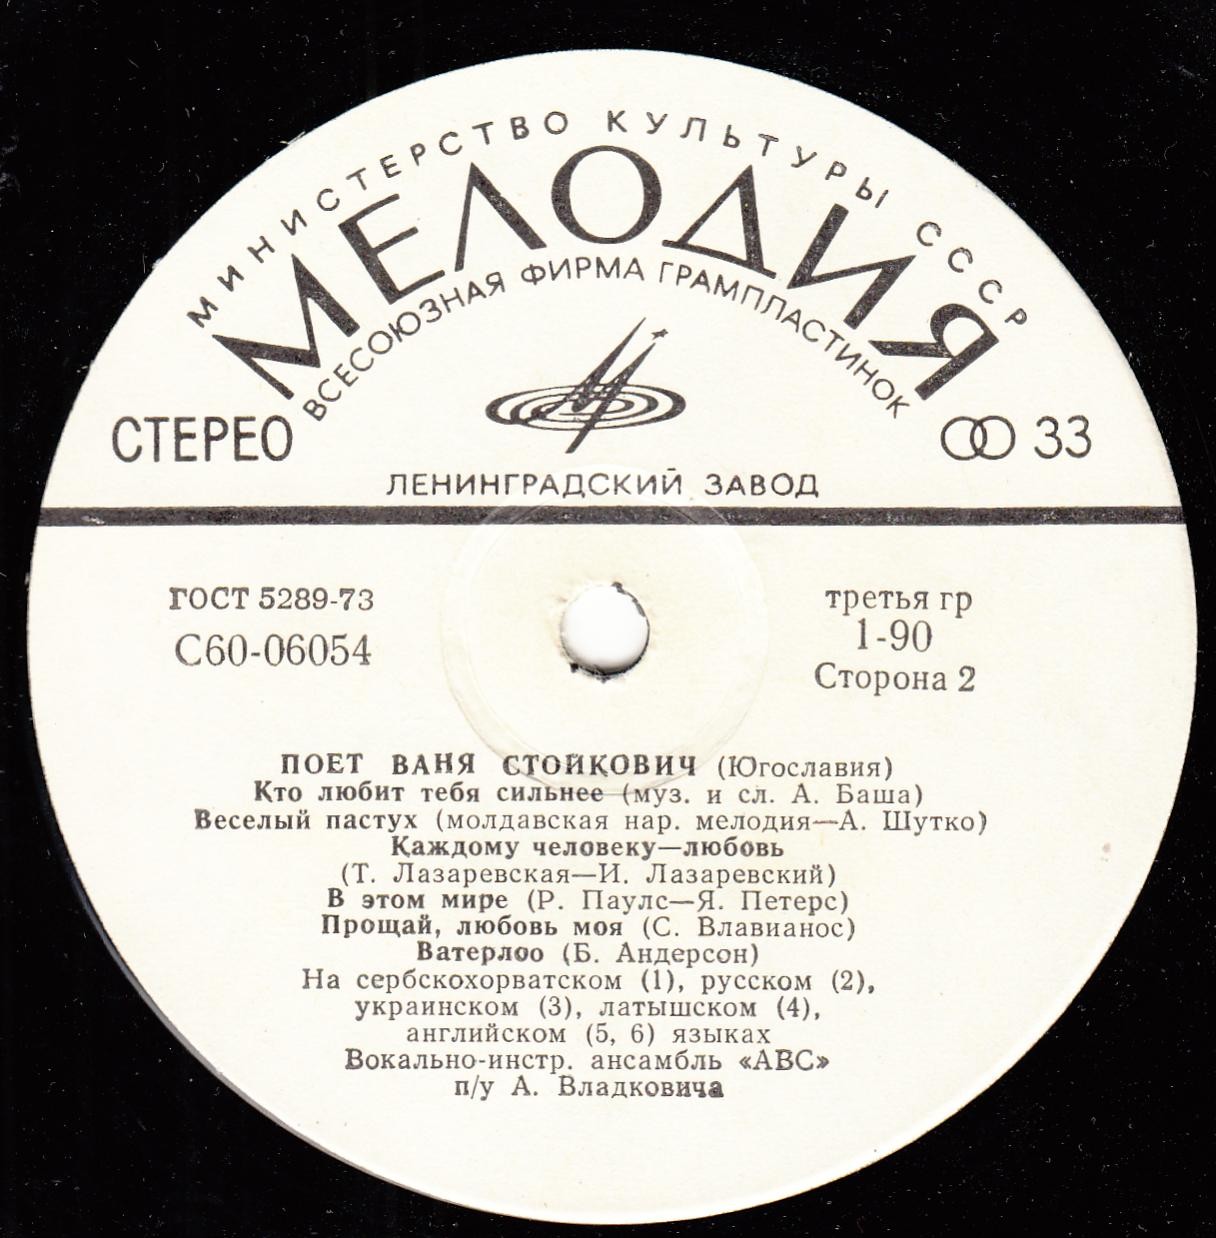 МИНИСТЕРСТВО КУЛЬТУРЫ СССР
МЕЛОДИЯ
ВСЕСОЮЗНАЯ ФИРМА ГРАМПЛАСТИНОК
СТЕРЕО
33
ЛЕНИНГРАДСКИЙ ЗАВОД
ГОСТ 5289-73
С60-06054
третья гр
1-90
Сторона 2
ПОЕТ ВАНЯ СТОЙКОВИЧ (Югославия)
Кто любит тебя сильнее (муз. и сл. А. Баша)
Веселый пастух (молдавская нар. мелодия—А. Шутко)
Каждому человеку—любовь
(Т. Лазаревская—И. Лазаревский)
В этом мире (Р. Паулс—Я. Петерс)
Прощай, любовь моя (С. Влавианос)
Ватерлоо (Б. Андерсон)
На сербскохорватском (1), русском (2),
украинском (3), латышском (4),
английском (5, 6) языках
Вокально-инстр. ансамбль «АВС»
п/у А. Владковича